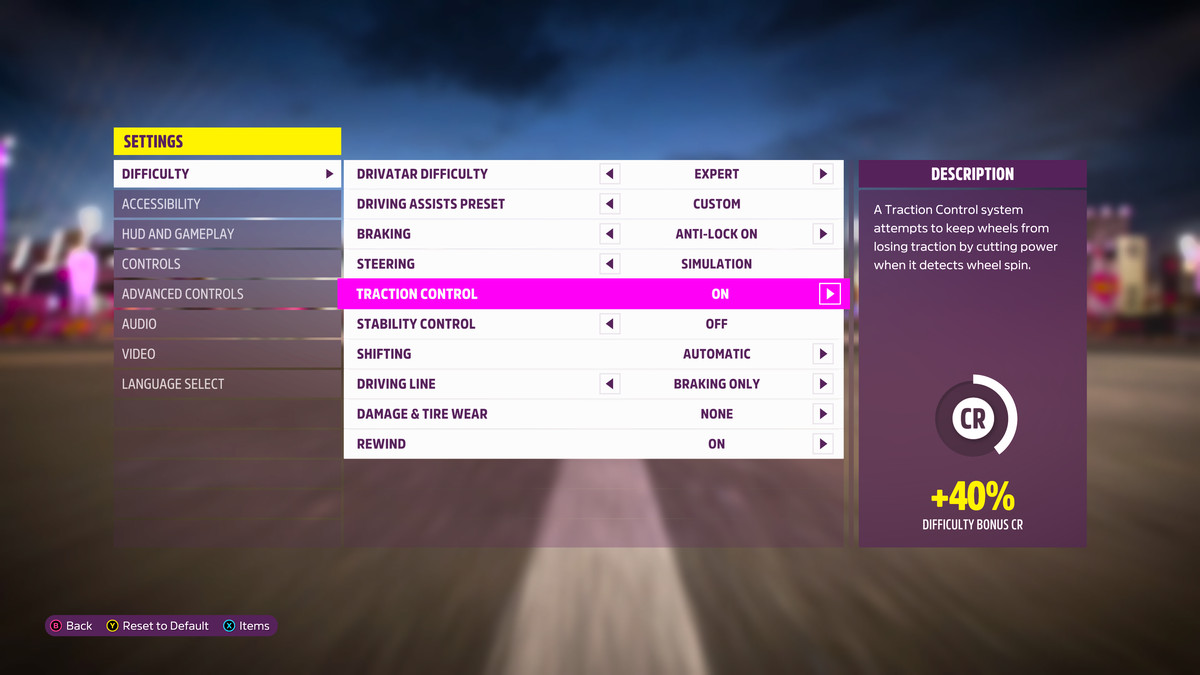 SETTINGS
DIFFICULTY
ACCESSIBILITY
HUD AND GAMEPLAY
CONTROLS
ADVANCED CONTROLS
AUDIO
VIDEO
LANGUAGE SELECT
DRIVATAR DIFFICULTY EXPERT
DRIVING ASSISTS PRESET CUSTOM
BRAKING ANTI-LOCK ON
STEERING SIMULATION
TRACTION CONTROL ON
STABILITY CONTROL OFF
SHIFTING AUTOMATIC
DRIVING LINE BRAKING ONLY
DAMAGE & TIRE WEAR NONE
REWIND ON
DESCRIPTION
A Traction Control system
attempts to keep wheels from
losing traction by cutting power
when it detects wheel spin.
CR
+40%
DIFFICULTY BONUS CR
B Back Y Reset to Default X Items